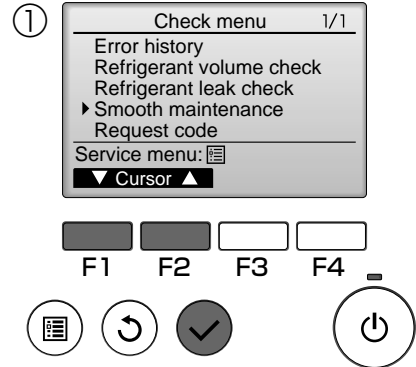 ①
Check menu 1/1
Error history
Refrigerant volume check
Refrigerant leak check
Smooth maintenance
Request code
Service menu:
▼ Cursor ▲
F1 F2 F3 F4